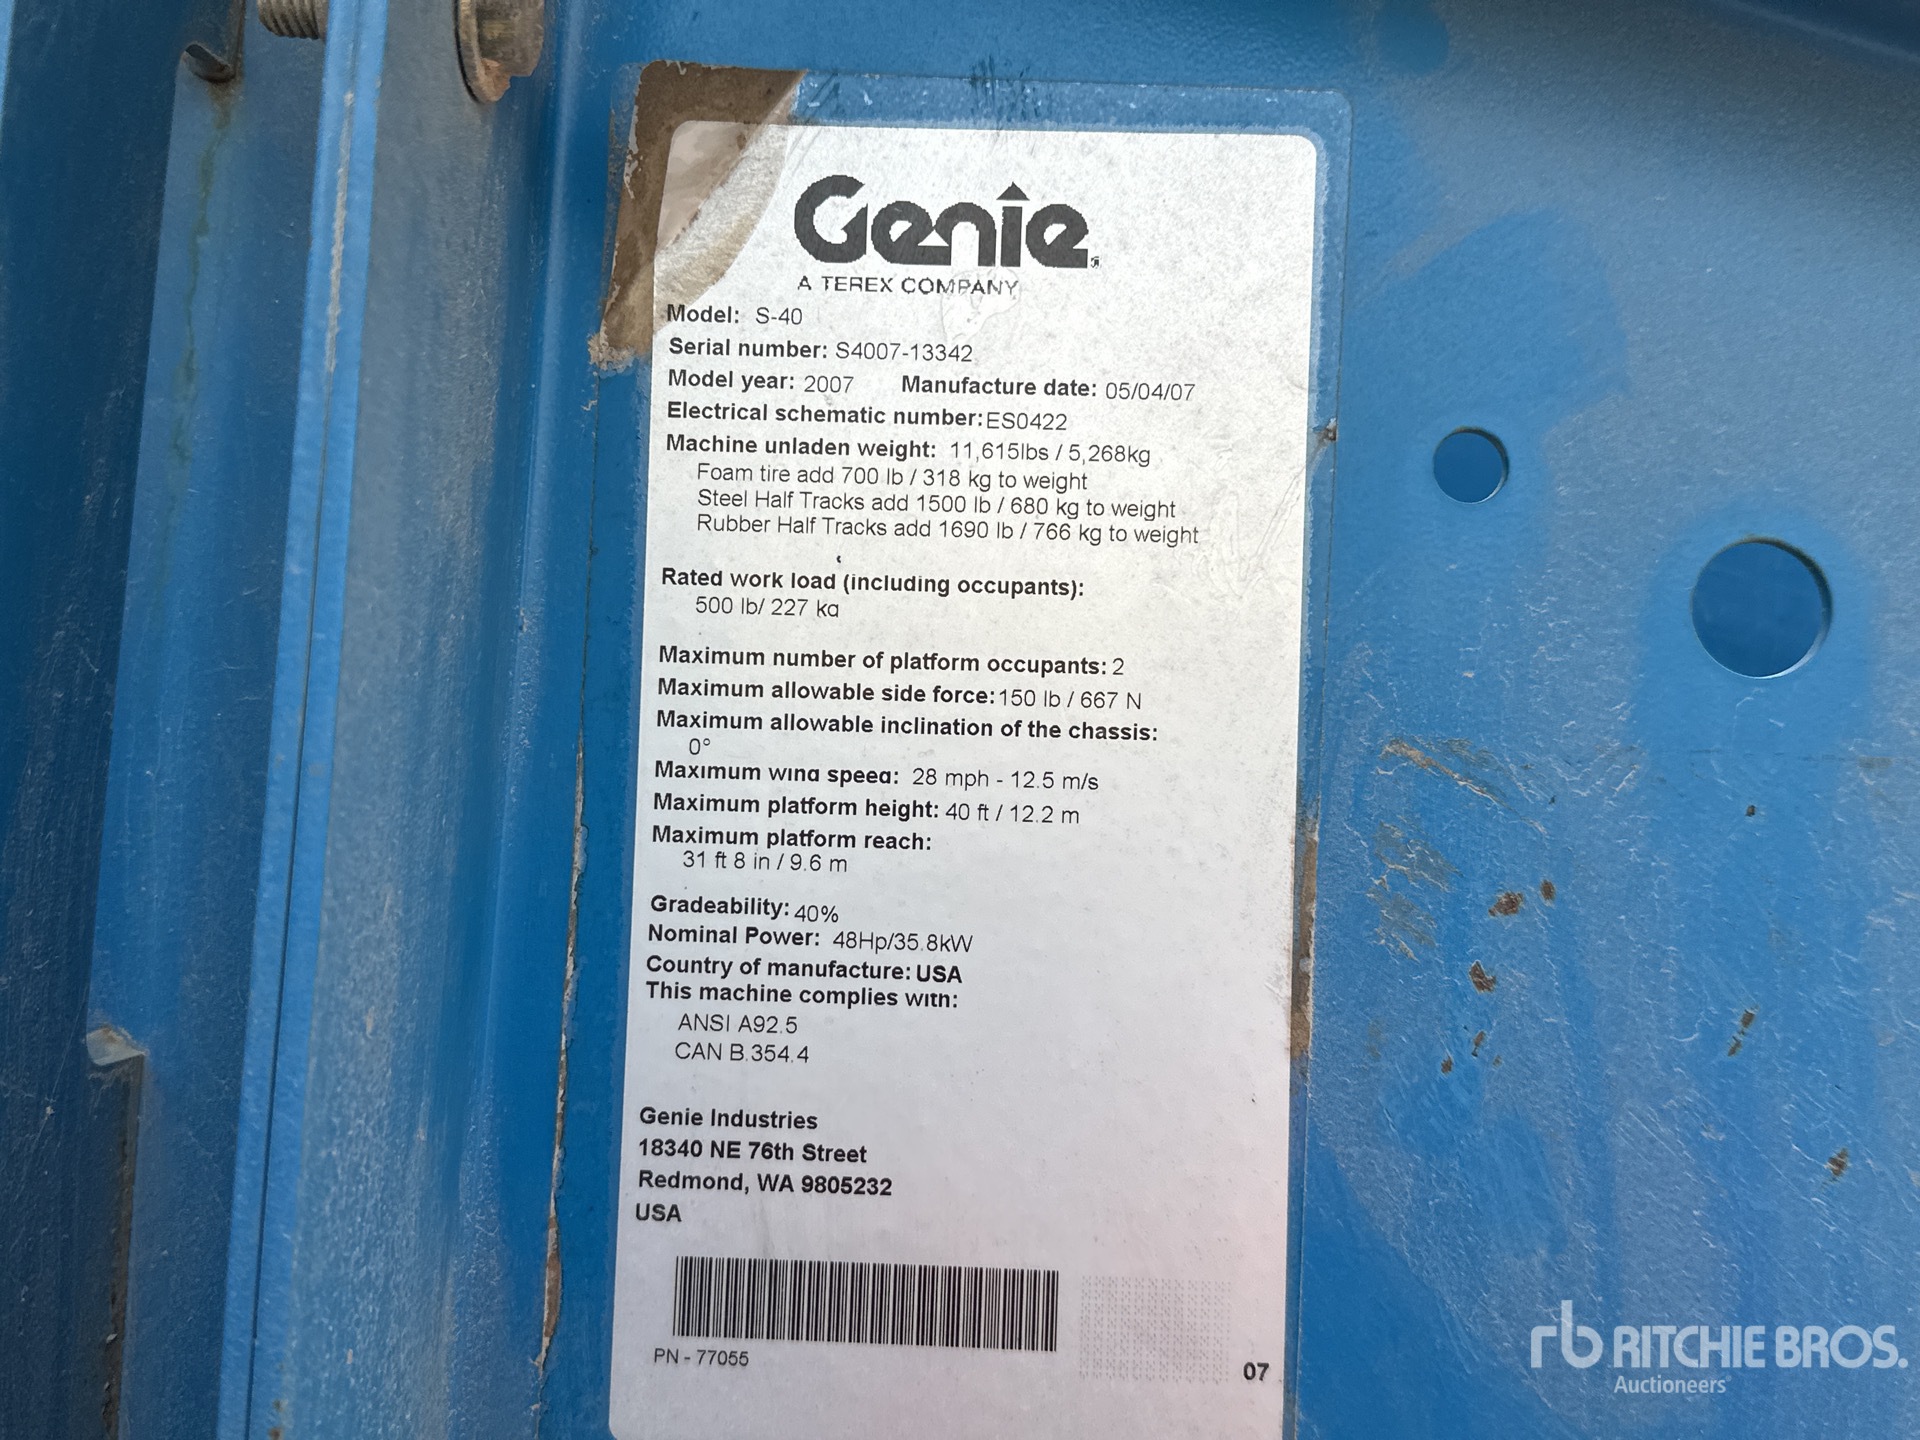 Genie
A TEREX COMPANY
Model: S-40
Serial number: S4007-13342
Model year: 2007 Manufacture date: 05/04/07
Electrical schematic number: ES0422
Machine unladen weight: 11,615lbs / 5,268kg
Foam tire add 700 lb / 318 kg to weight
Steel Half Tracks add 1500 lb / 680 kg to weight
Rubber Half Tracks add 1690 lb / 766 kg to weight
Rated work load (including occupants):
500 lb/ 227 kg
Maximum number of platform occupants: 2
Maximum allowable side force: 150 lb / 667 N
Maximum allowable inclination of the chassis:
0°
Maximum wind speed: 28 mph - 12.5 m/s
Maximum platform height: 40 ft / 12.2 m
Maximum platform reach:
31 ft 8 in / 9.6 m
Gradeability: 40%
Nominal Power: 48Hp/35.8kW
Country of manufacture: USA
This machine complies with:
ANSI A92.5
CAN B.354.4
Genie Industries
18340 NE 76th Street
Redmond, WA 9805232
USA
PN - 77055
07
rb RITCHIE BROS.
Auctioneers